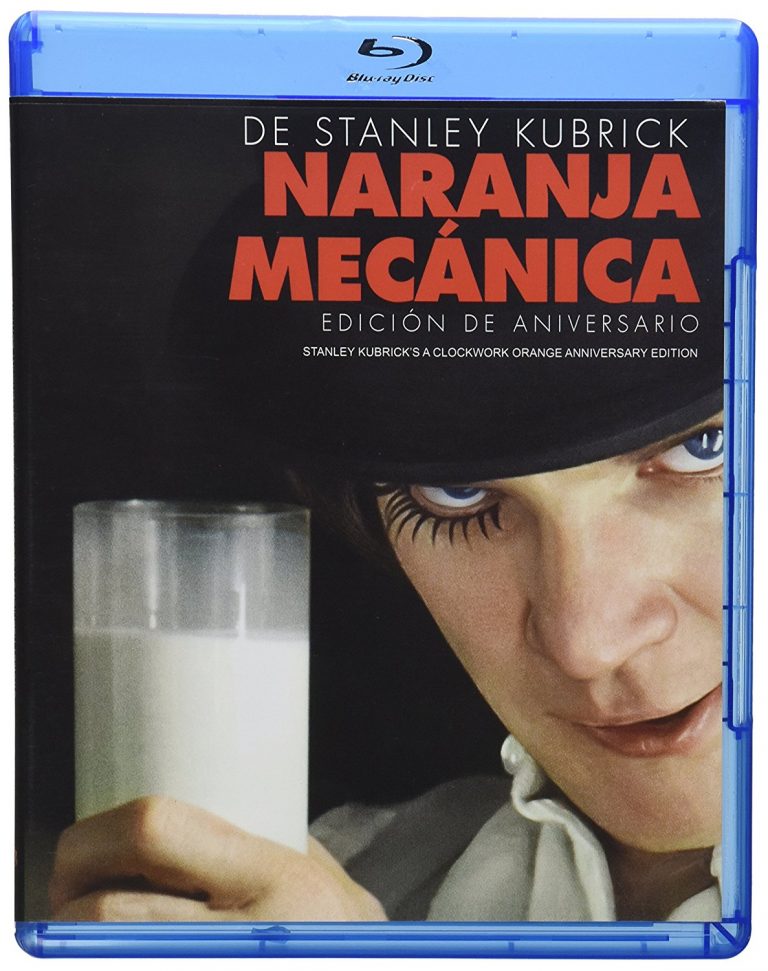 Blu-ray Disc
DE STANLEY KUBRICK
NARANJA
MECÁNICA
EDICIÓN DE ANIVERSARIO
STANLEY KUBRICK'S A CLOCKWORK ORANGE ANNIVERSARY EDITION